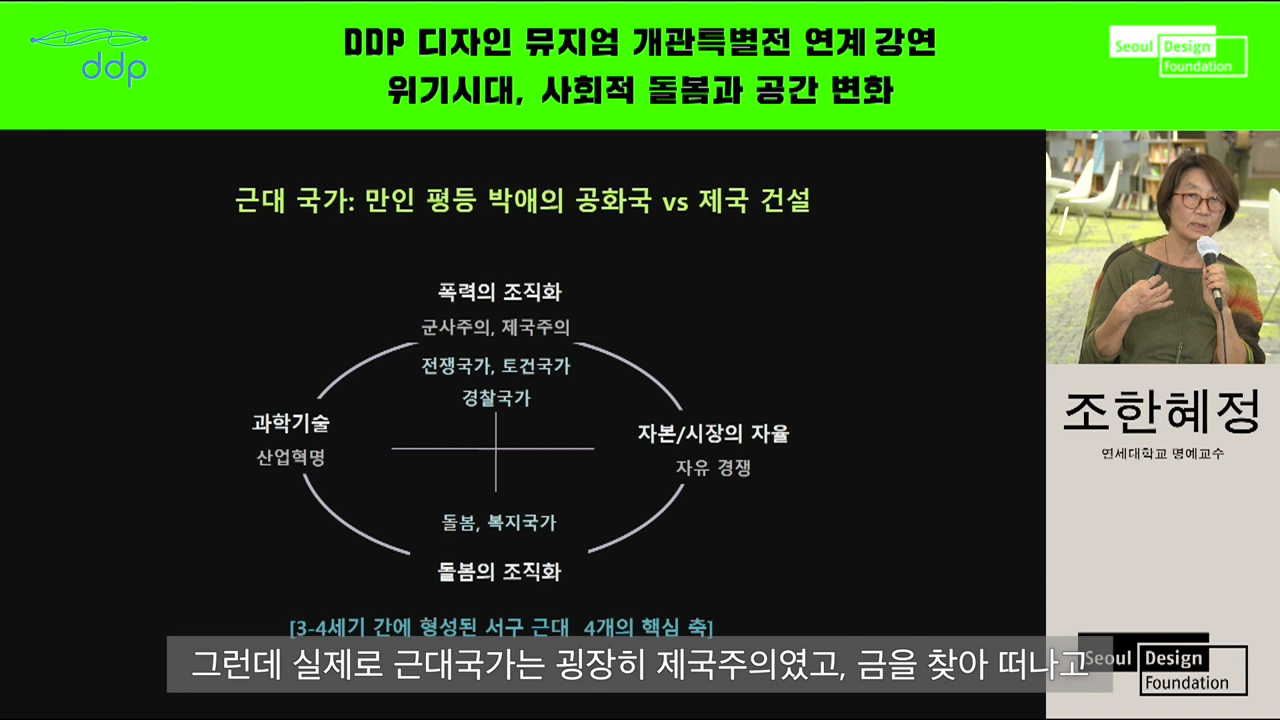 ddp
DDP 디자인 뮤지엄 개관특별전 연계 강연
위기시대, 사회적 돌봄과 공간 변화
Seoul Design
Foundation
근대 국가: 만인 평등 박애의 공화국 vs 제국 건설
폭력의 조직화
군사주의, 제국주의
전쟁국가, 토건국가
경찰국가
과학기술
산업혁명
자본/시장의 자율
자유 경쟁
돌봄, 복지국가
돌봄의 조직화
[3-4세기 간에 형성된 서구 근대 4개의 핵심 축]
조한혜정
연세대학교 명예교수
그런데 실제로 근대국가는 굉장히 제국주의였고, 금을 찾아 떠나고
Seoul Design
Foundation